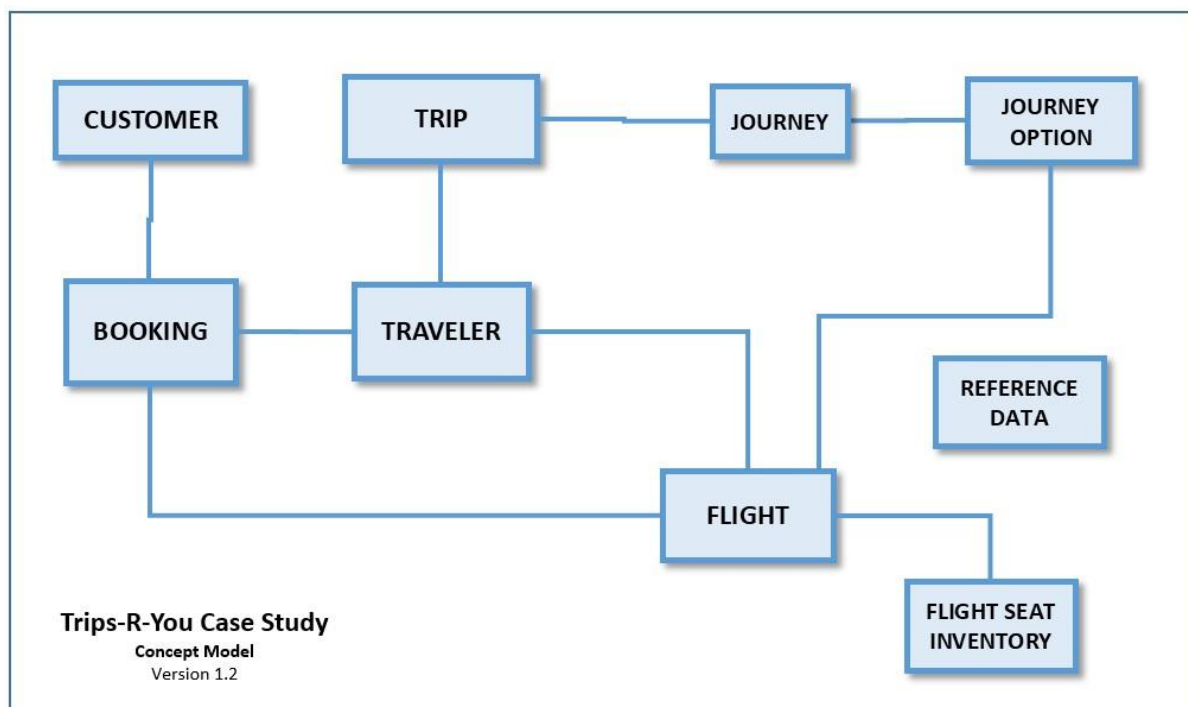 CUSTOMER
TRIP
JOURNEY
JOURNEY
OPTION
BOOKING
TRAVELER
REFERENCE
DATA
FLIGHT
FLIGHT SEAT
INVENTORY
Trips-R-You Case Study
Concept Model
Version 1.2